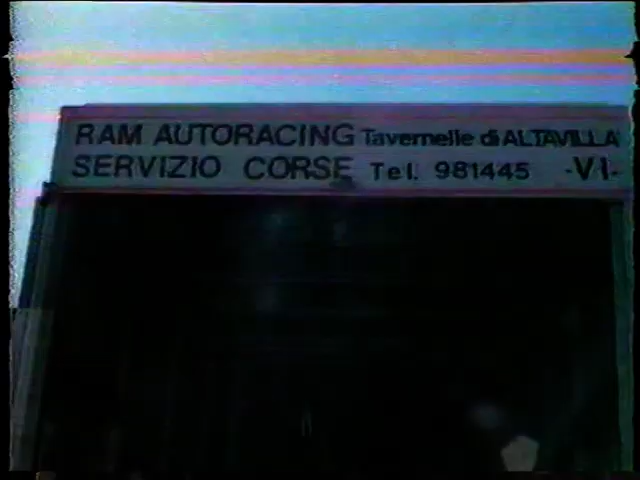 RAM AUTORACING Tavernelle di ALTAVILLA
SERVIZIO CORSE Tel. 981445 -VI-